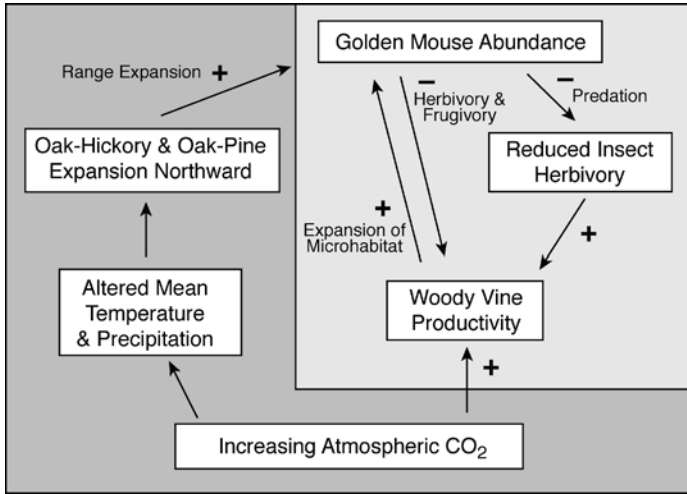 Golden Mouse Abundance
Range Expansion +
−
Herbivory &
Frugivory
−
Predation
Oak-Hickory & Oak-Pine
Expansion Northward
Reduced Insect
Herbivory
+
Expansion of
Microhabitat
+
Altered Mean
Temperature
& Precipitation
Woody Vine
Productivity
+
Increasing Atmospheric CO₂